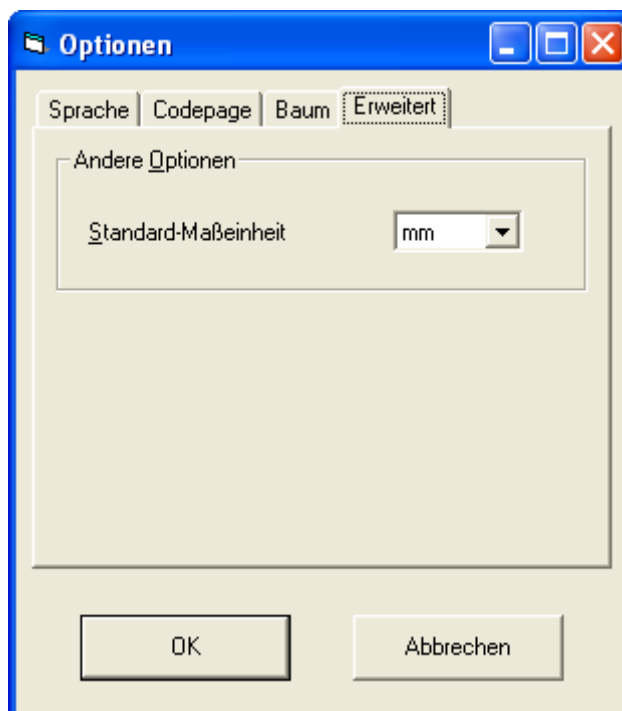 Optionen
Sprache Codepage Baum Erweitert
Andere Optionen
Standard-Maßeinheit mm
OK Abbrechen